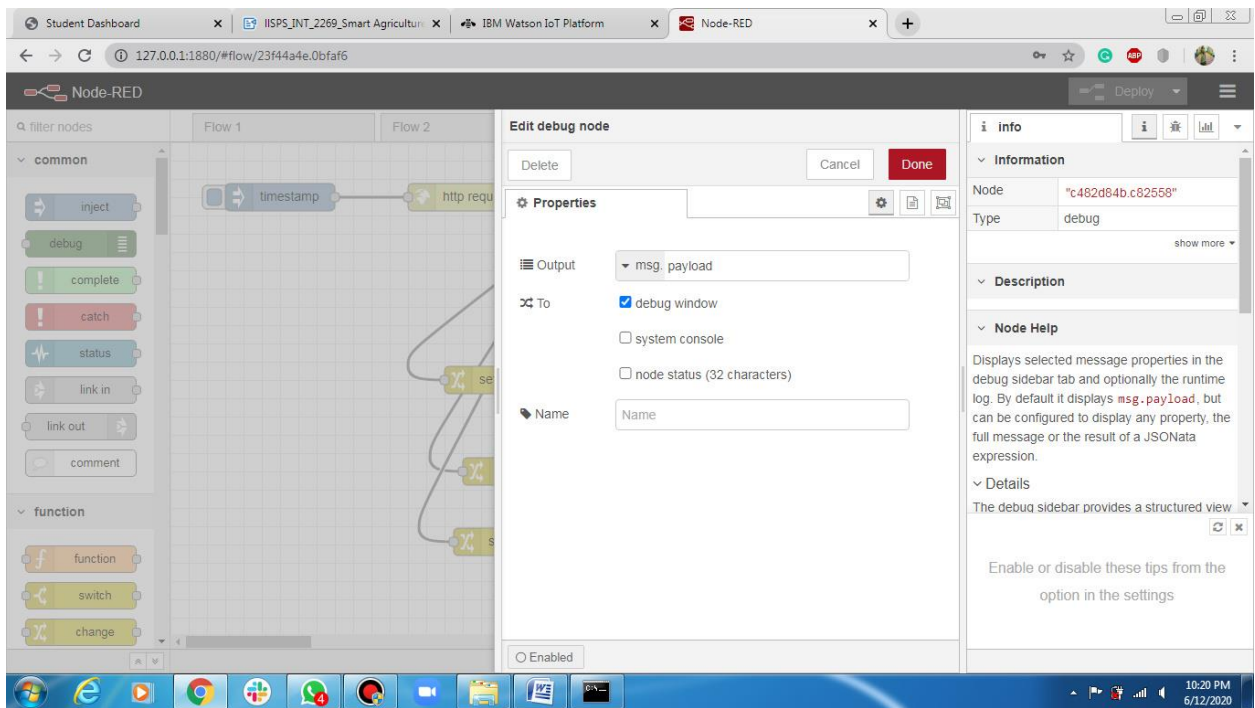 Student Dashboard
IISPS_INT_2269_Smart Agriculture
IBM Watson IoT Platform
Node-RED
127.0.0.1:1880/#flow/23f44a4e.0bfaf6
ABP
Node-RED
Deploy
filter nodes
Flow 1
Flow 2
common
inject
debug
complete
catch
status
link in
link out
comment
function
function
switch
change
timestamp
http requ
se
s
Edit debug node
Delete
Cancel
Done
Properties
Output
msg. payload
To
debug window
system console
node status (32 characters)
Name
Name
Enabled
i info
i
Information
Node
"c482d84b.c82558"
Type
debug
show more
Description
Node Help
Displays selected message properties in the
debug sidebar tab and optionally the runtime
log. By default it displays msg.payload, but
can be configured to display any property, the
full message or the result of a JSONata
expression.
Details
The debug sidebar provides a structured view
Enable or disable these tips from the
option in the settings
4
10:20 PM
6/12/2020